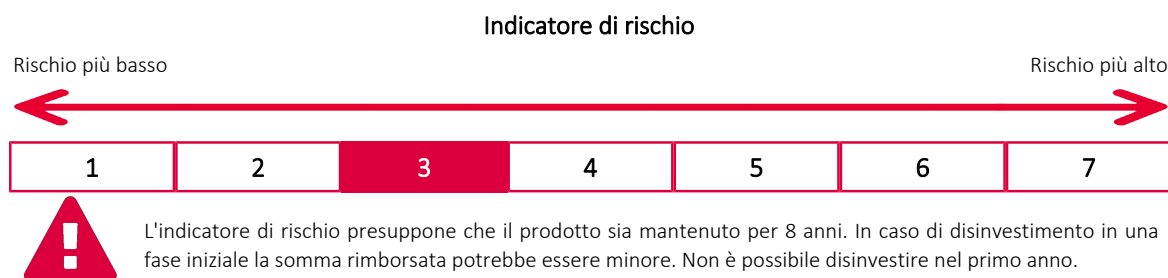 Indicatore di rischio
Rischio più basso
Rischio più alto
1 2 3 4 5 6 7
L'indicatore di rischio presuppone che il prodotto sia mantenuto per 8 anni. In caso di disinvestimento in una
fase iniziale la somma rimborsata potrebbe essere minore. Non è possibile disinvestire nel primo anno.